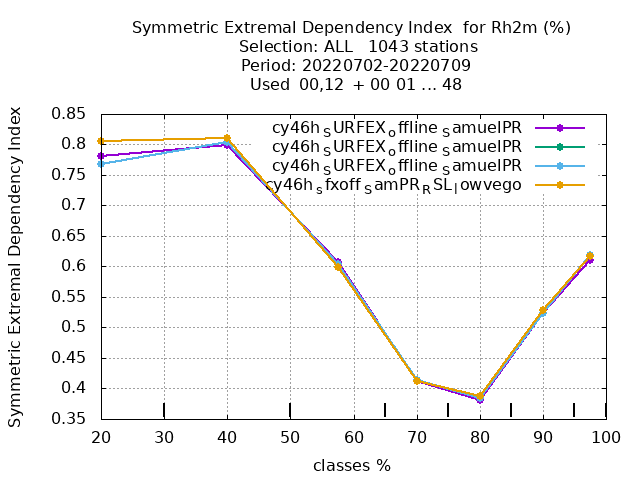 Symmetric Extremal Dependency Index for Rh2m (%)
Selection: ALL 1043 stations
Period: 20220702-20220709
Used 00,12 + 00 01 ... 48
Symmetric Extremal Dependency Index
0.85
0.8
0.75
0.7
0.65
0.6
0.55
0.5
0.45
0.4
0.35
cy46h_SURFEX_offline_SamuelPR
cy46h_SURFEX_offline_SamuelPR
cy46h_SURFEX_offline_SamuelPR
cy46h_sfxoff_SamPR_RSL_lowvego
20 30 40 50 60 70 80 90 100
classes %